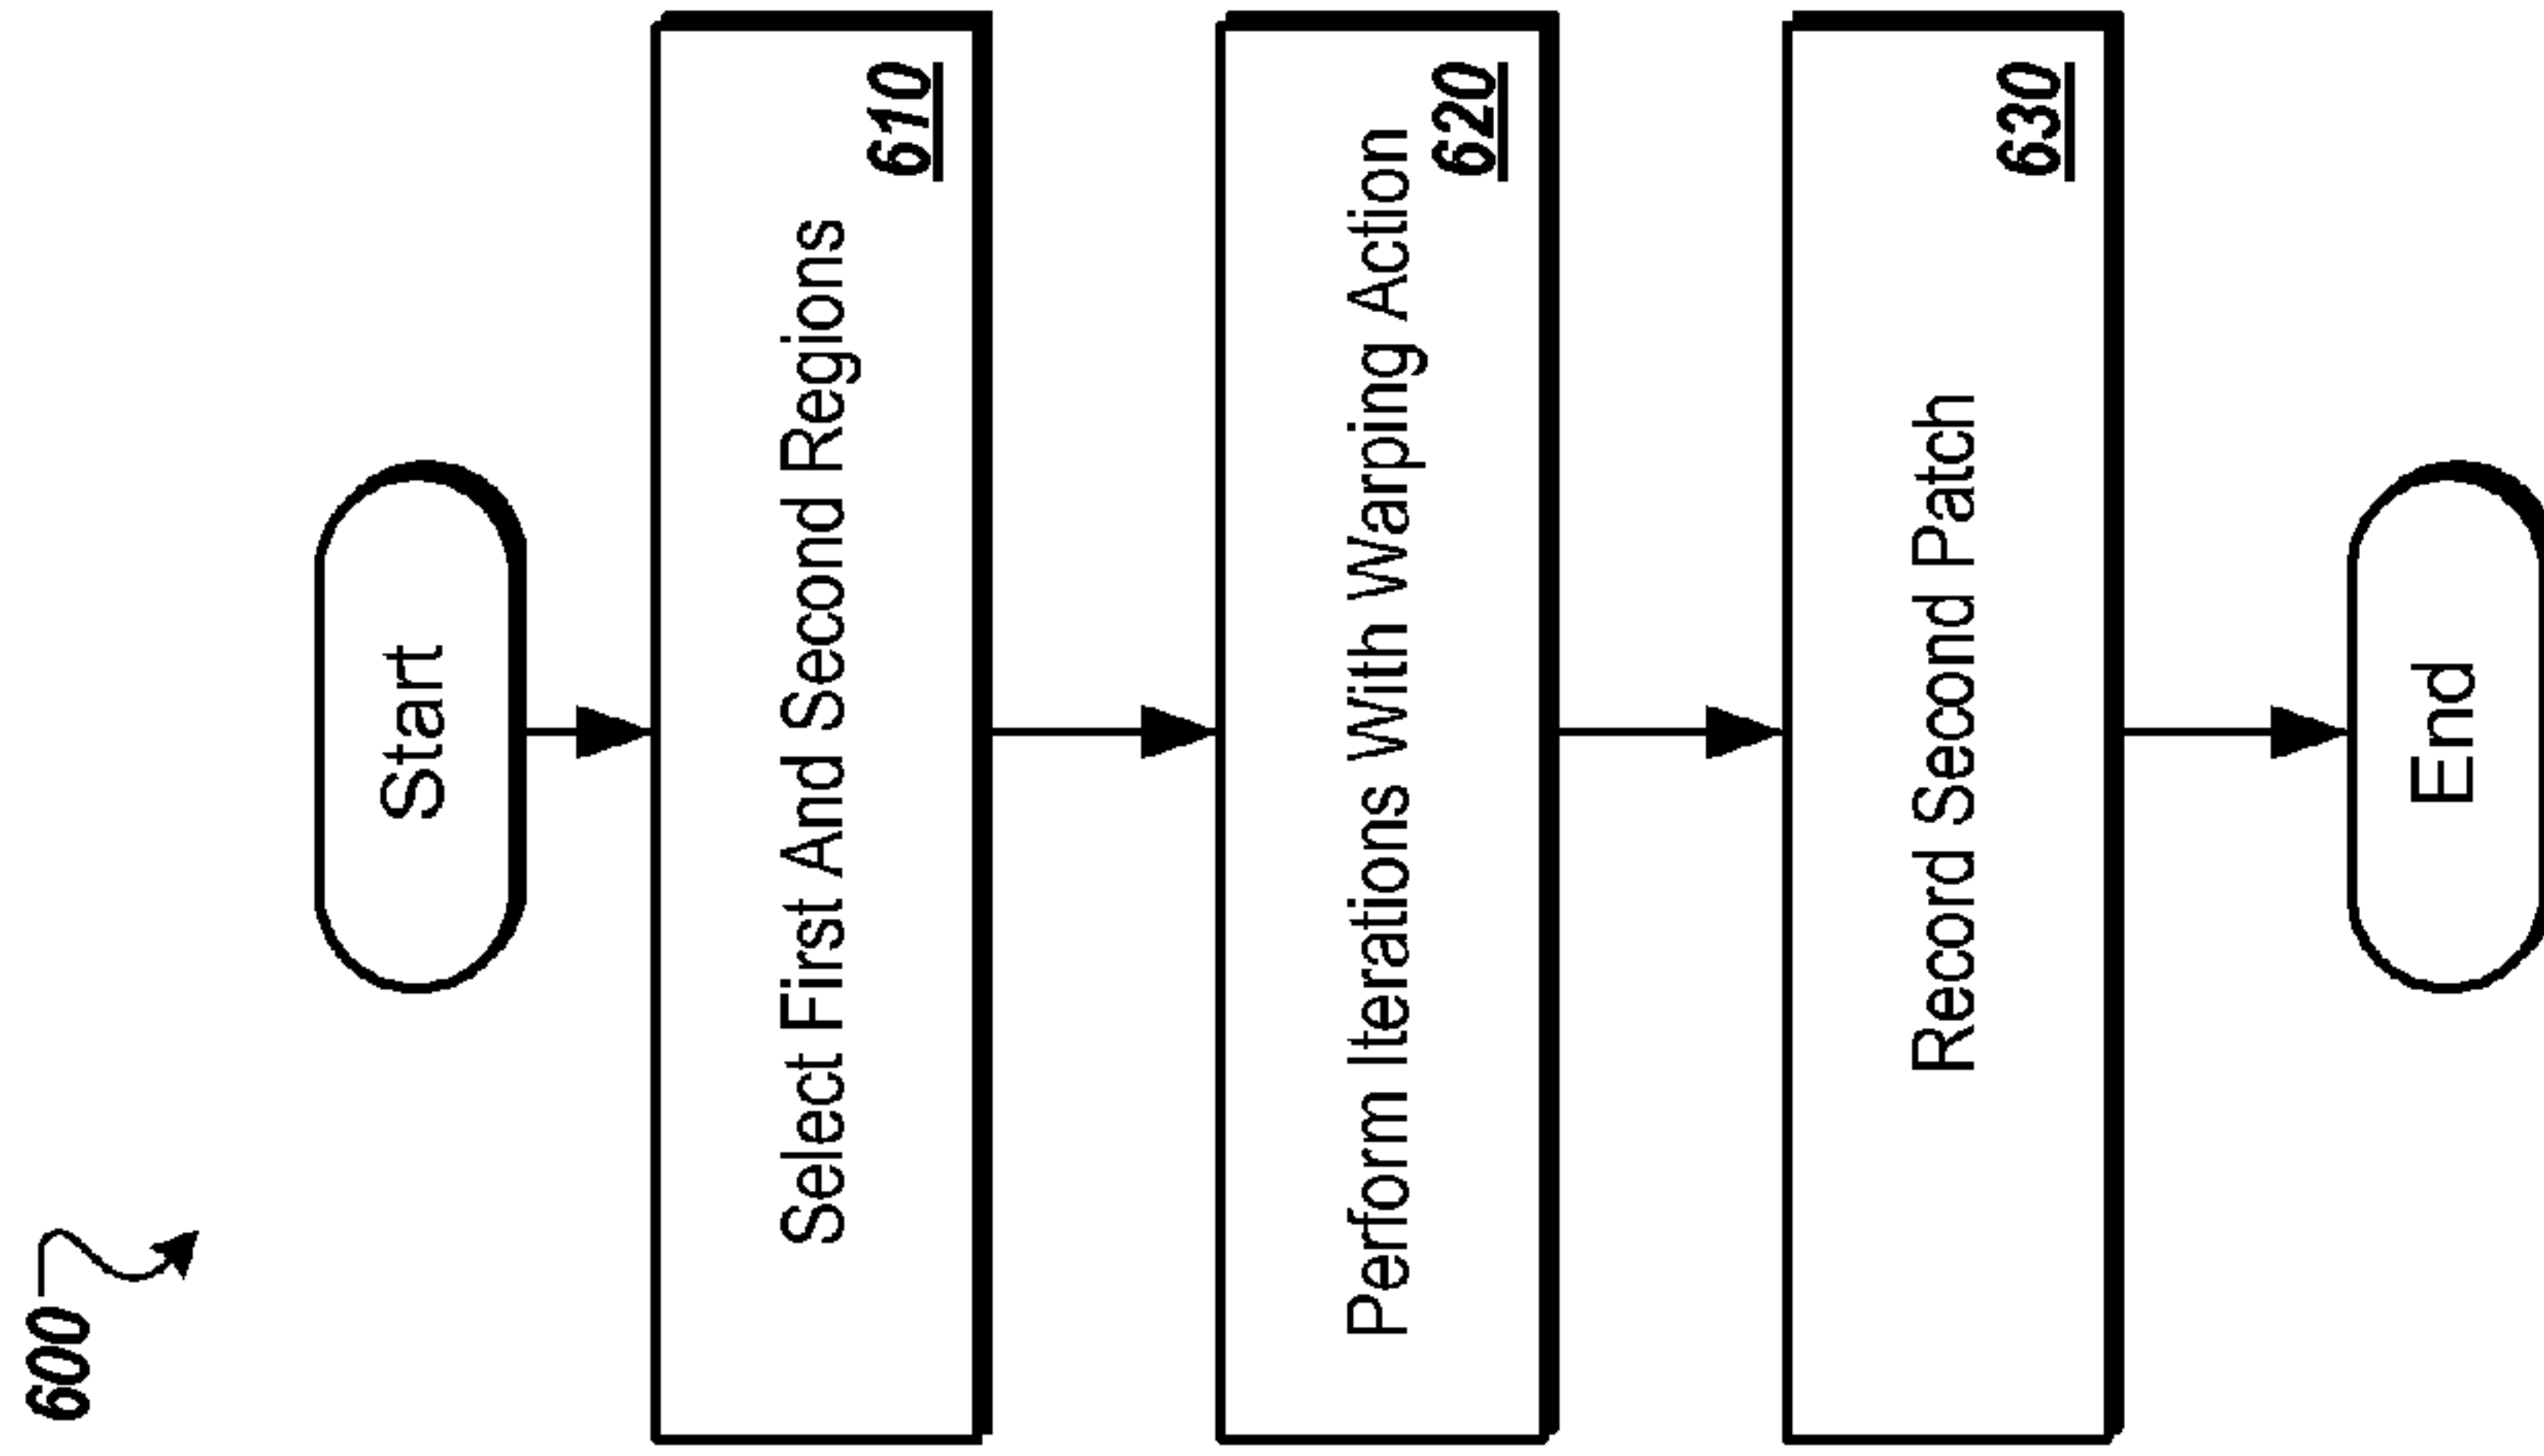 600
Start
Select First And Second Regions
610
Perform Iterations With Warping Action
620
Record Second Patch
630
End